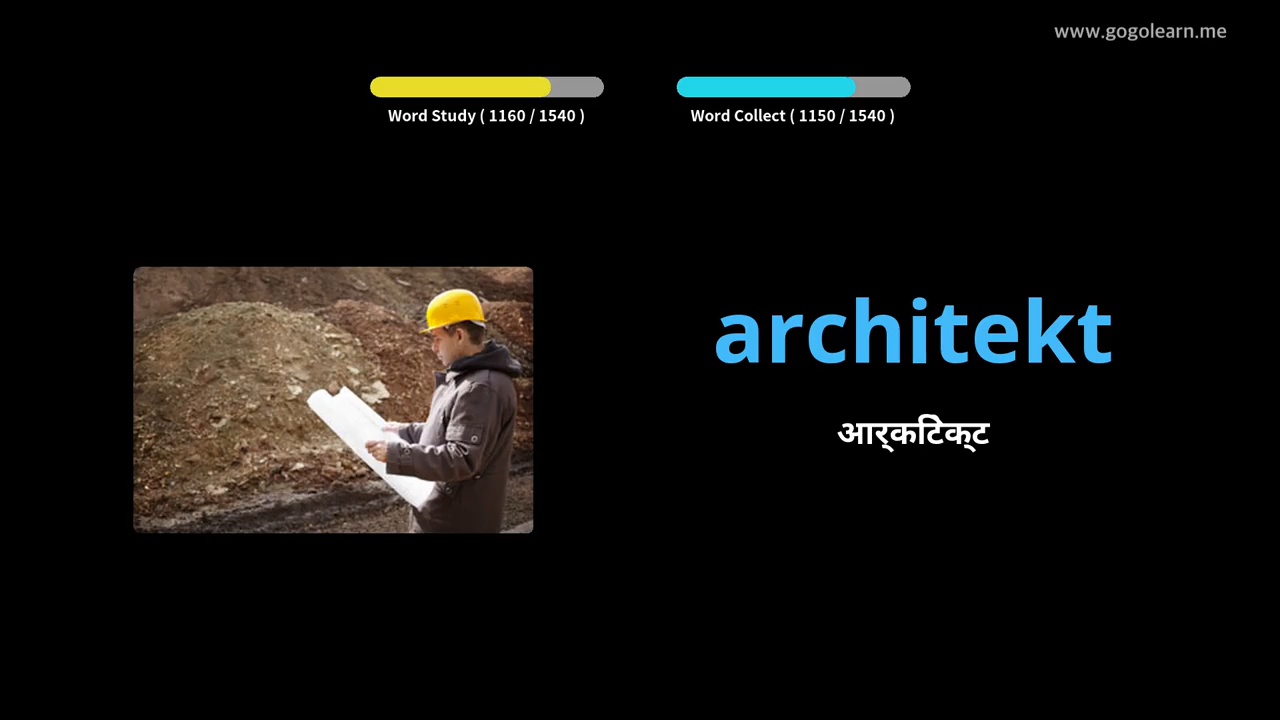 www.gogolearn.me
Word Study ( 1160 / 1540 )
Word Collect ( 1150 / 1540 )
architekt
आर्कटिेक्ट